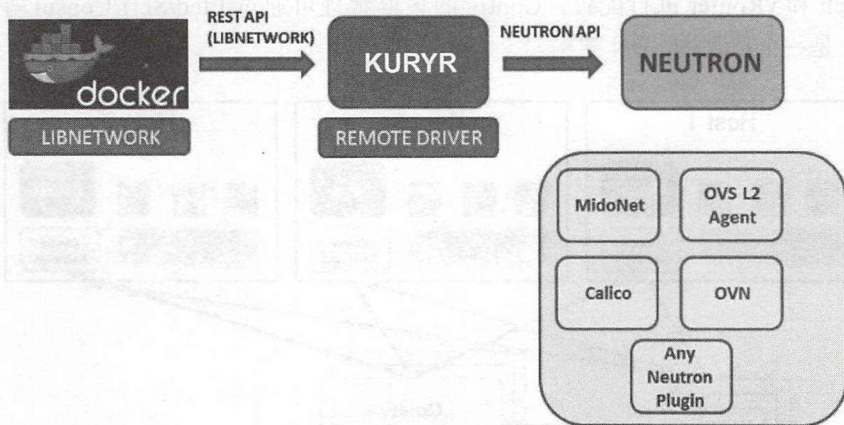 REST API
(LIBNETWORK)
NEUTRON API
docker
KURYR
NEUTRON
LIBNETWORK
REMOTE DRIVER
MidoNet
OVS L2
Agent
Calico
OVN
Any
Neutron
Plugin